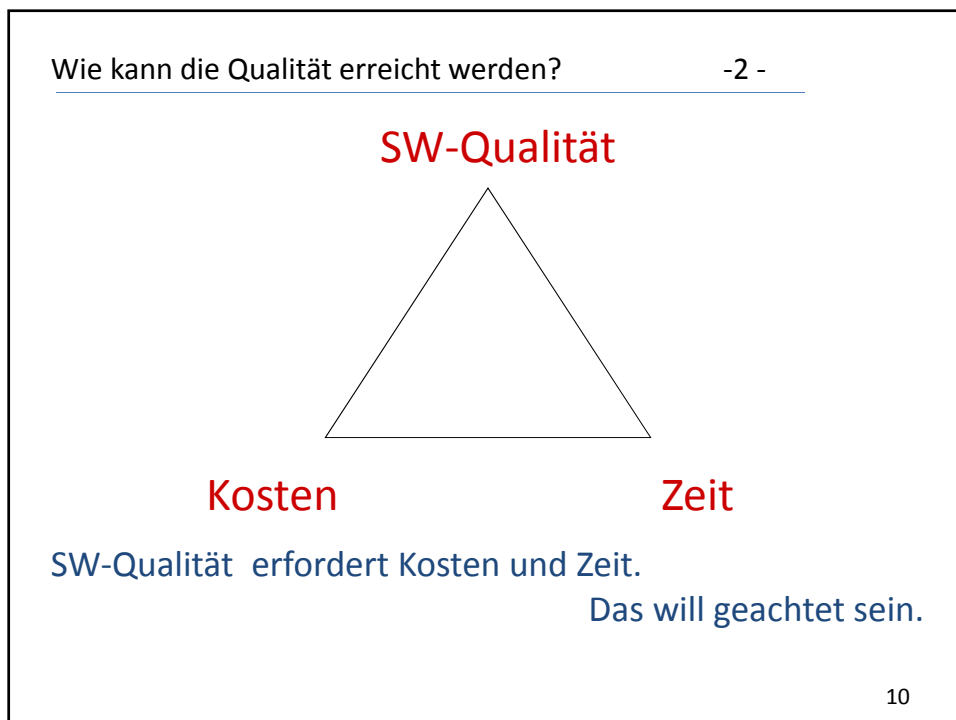 Wie kann die Qualität erreicht werden? -2 -
SW-Qualität
Kosten Zeit
SW-Qualität erfordert Kosten und Zeit.
Das will geachtet sein.
10